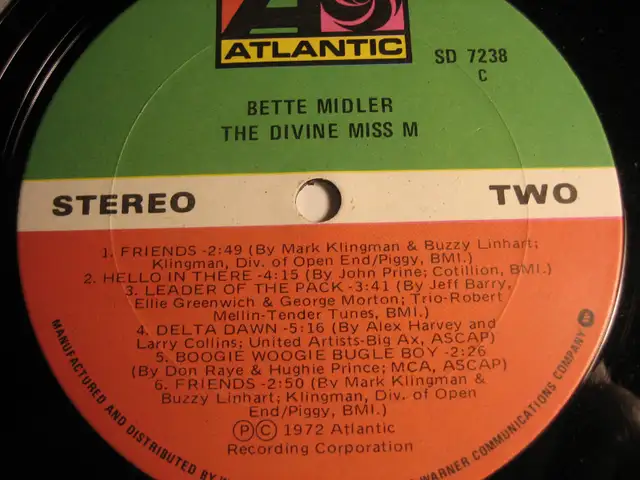 ATLANTIC
SD 7238
C
BETTE MIDLER
THE DIVINE MISS M
STEREO TWO
1. FRIENDS -2:49 (By Mark Klingman & Buzzy Linhart;
Klingman, Div. of Open End/Piggy, BMI.)
2. HELLO IN THERE -4:15 (By John Prine; Cotillion, BMI.)
3. LEADER OF THE PACK -3:41 (By Jeff Barry,
Ellie Greenwich & George Morton; Trio-Robert
Mellin-Tender Tunes, BMI.)
4. DELTA DAWN -5:16 (By Alex Harvey and
Larry Collins; United Artists-Big Ax, ASCAP)
5. BOOGIE WOOGIE BUGLE BOY -2:26
(By Don Raye & Hughie Prince; MCA, ASCAP)
6. FRIENDS -2:50 (By Mark Klingman &
Buzzy Linhart; Klingman, Div. of Open
End/Piggy, BMI.)
Ⓟ Ⓒ 1972 Atlantic
Recording Corporation
MANUFACTURED AND DISTRIBUTED BY WARNER COMMUNICATIONS COMPANY